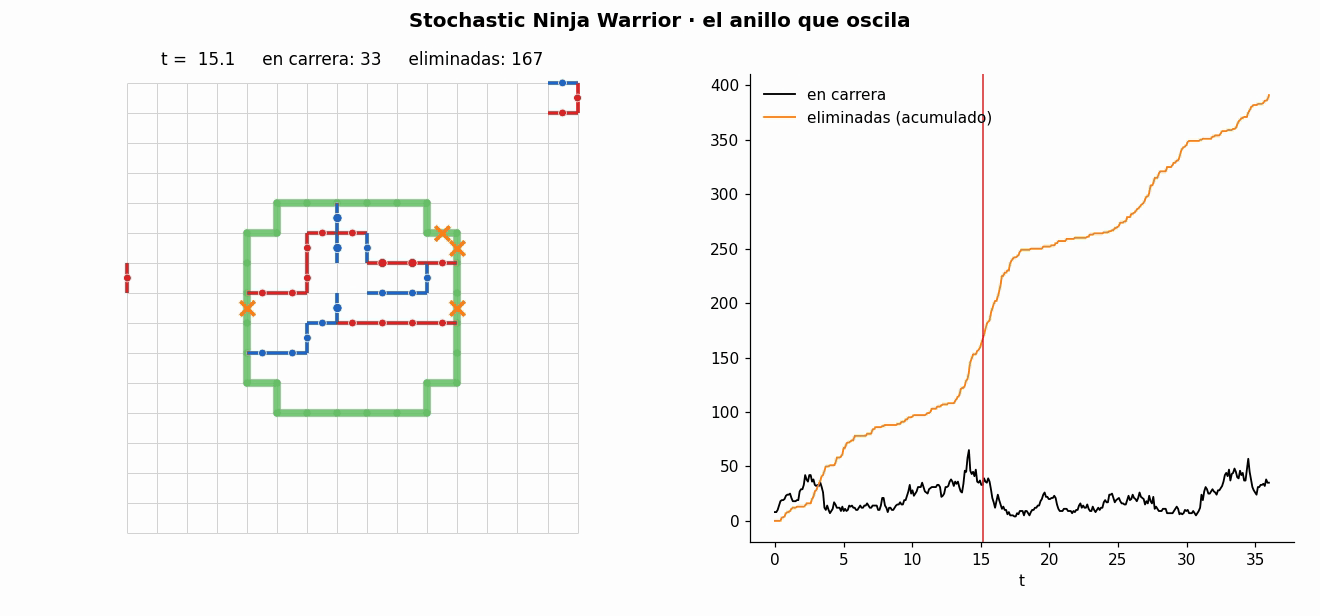 Stochastic Ninja Warrior · el anillo que oscila
t = 15.1 en carrera: 33 eliminadas: 167
en carrera
eliminadas (acumulado)
400
350
300
250
200
150
100
50
0
0 5 10 15 20 25 30 35
t